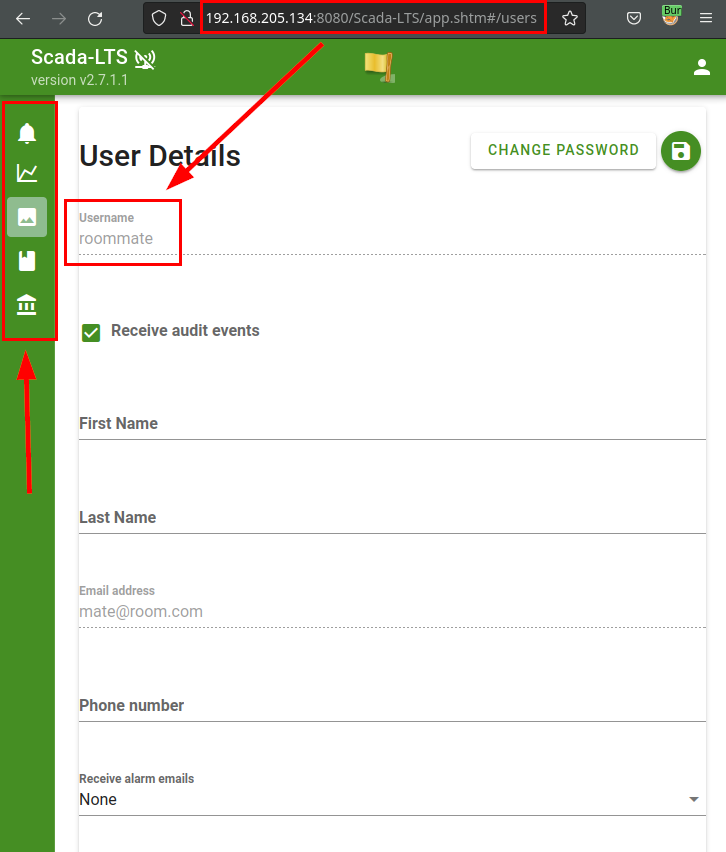 Bur
192.168.205.134:8080/Scada-LTS/app.shtm#/users
Scada-LTS
version v2.7.1.1
User Details
CHANGE PASSWORD
Username
roommate
Receive audit events
First Name
Last Name
Email address
mate@room.com
Phone number
Receive alarm emails
None